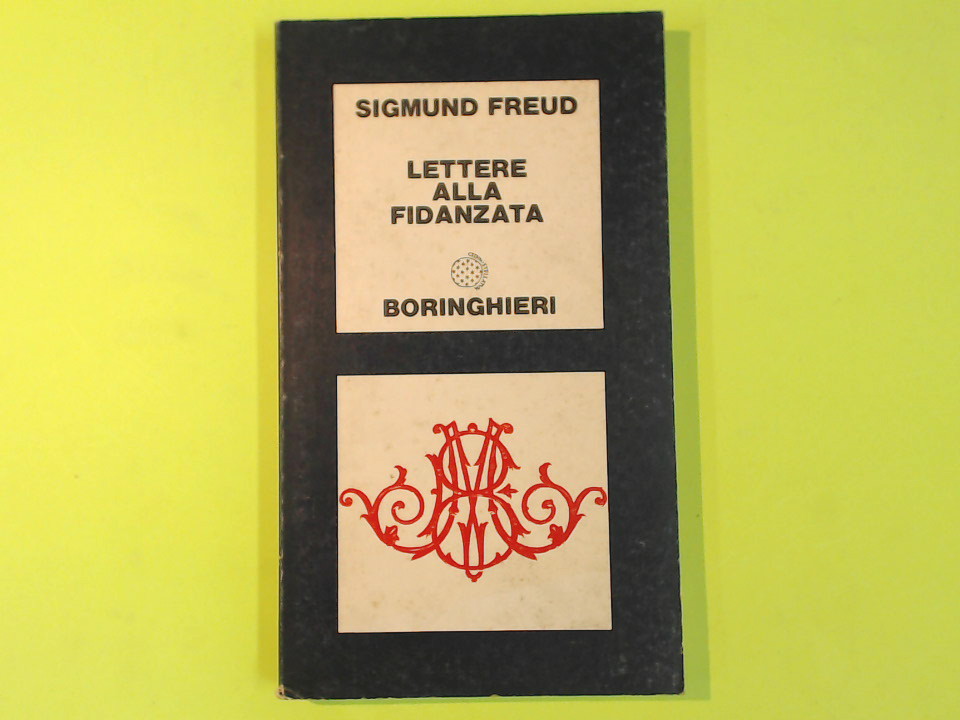 SIGMUND FREUD
LETTERE
ALLA
FIDANZATA
BORINGHIERI